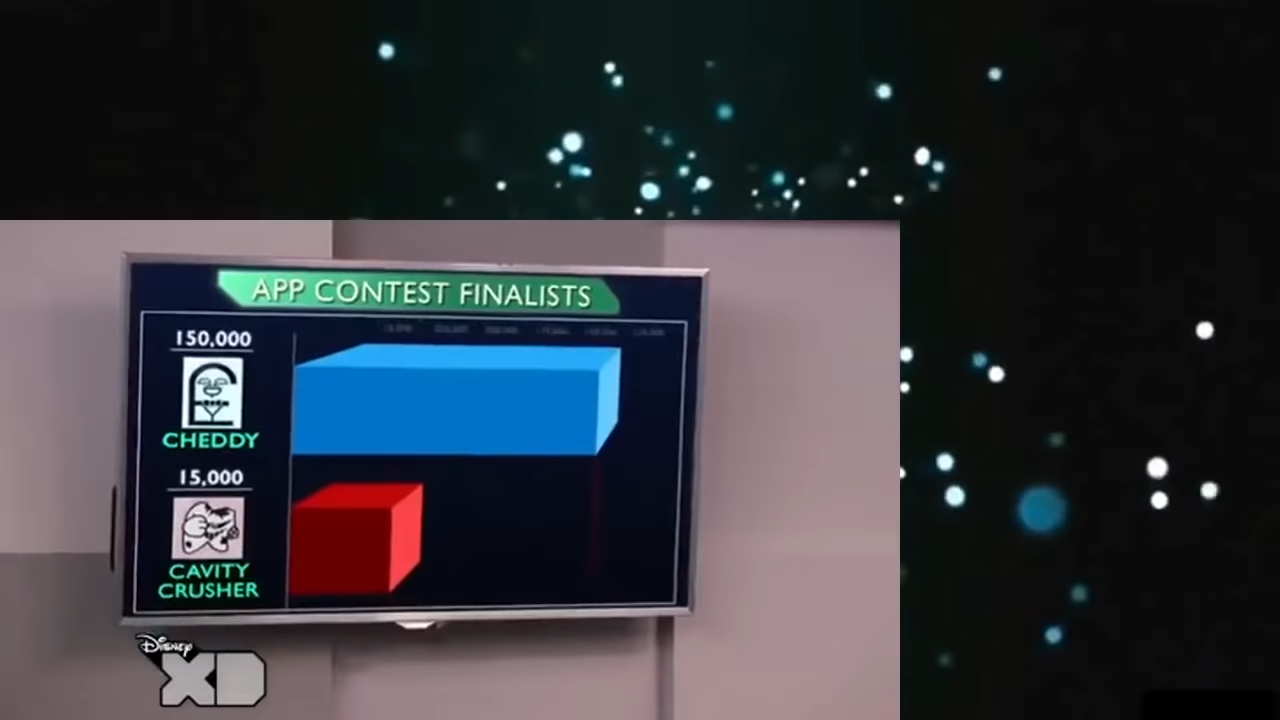 APP CONTEST FINALISTS
150,000
CHEDDY
15,000
CAVITY
CRUSHER
Disney
XD